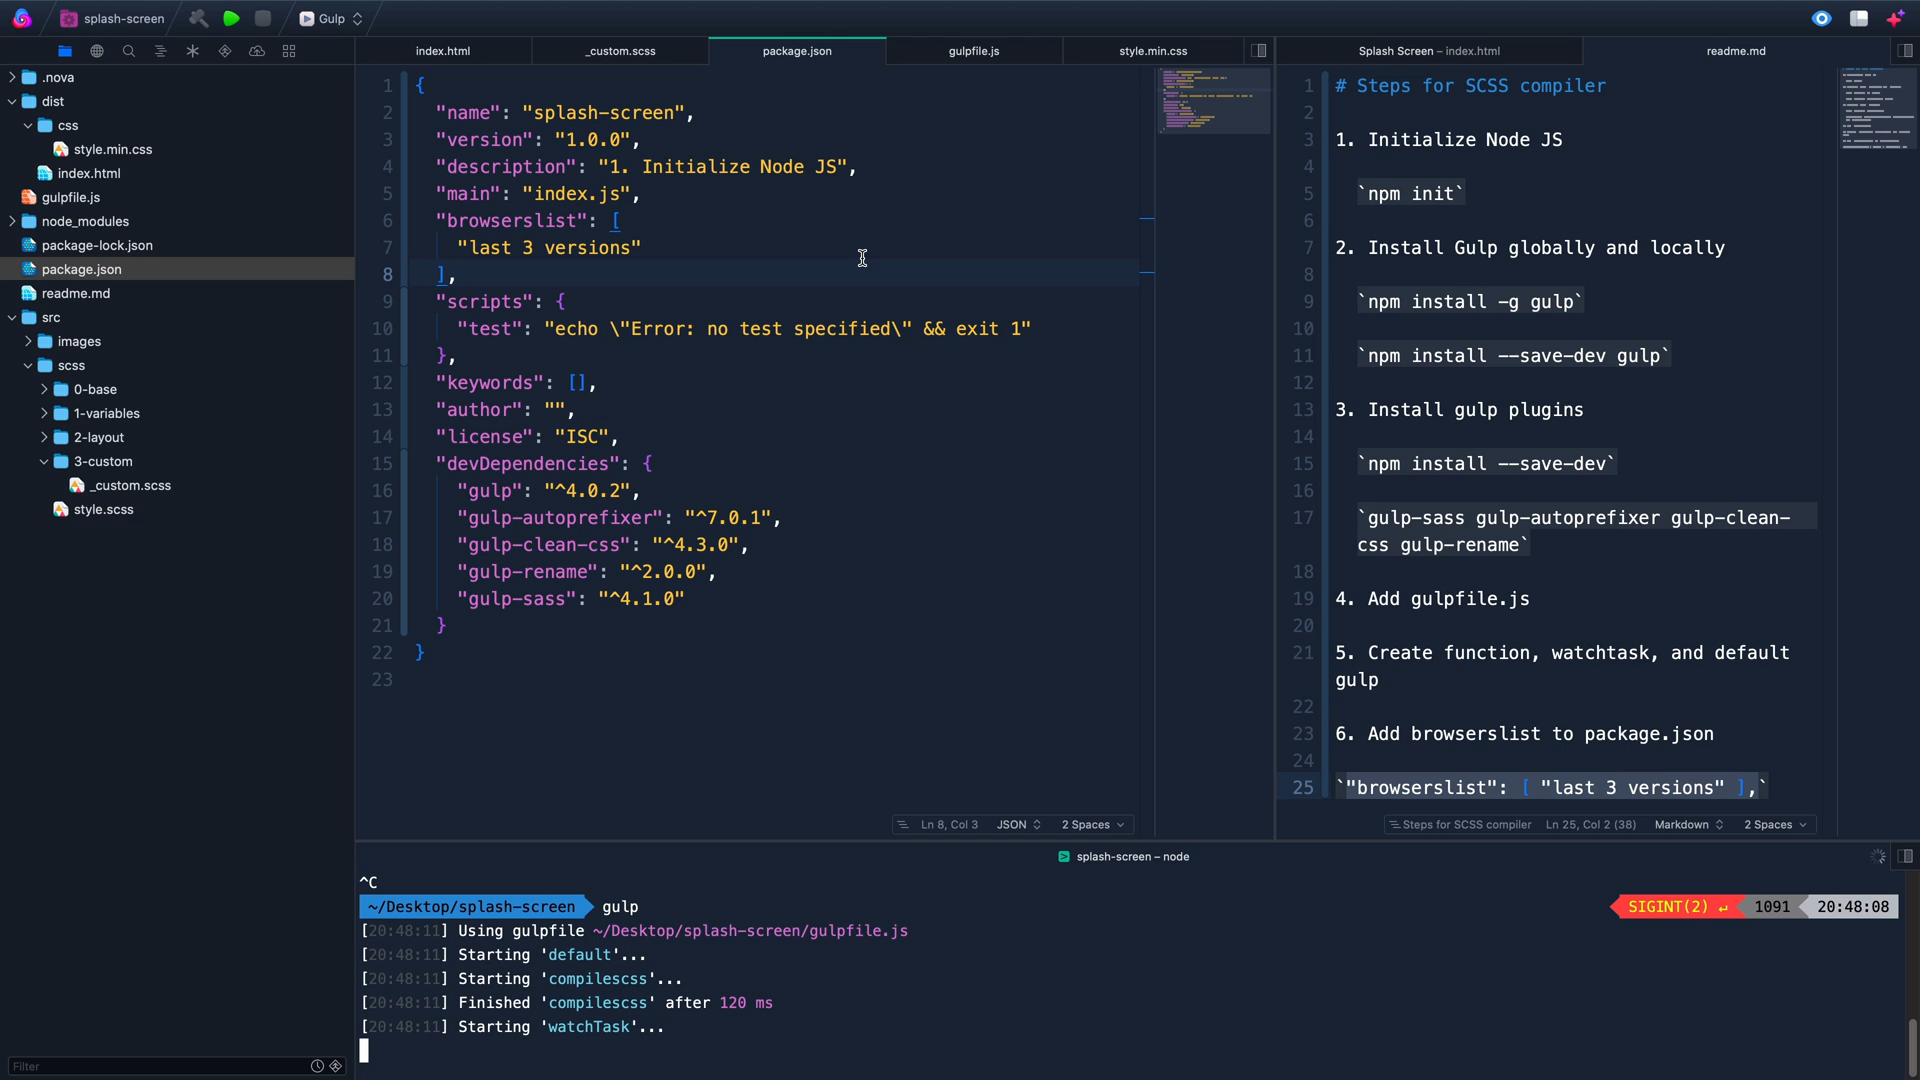 splash-screen
Gulp
index.html
_custom.scss
package.json
gulpfile.js
style.min.css
Splash Screen – index.html
readme.md
.nova
dist
css
style.min.css
index.html
gulpfile.js
node_modules
package-lock.json
package.json
readme.md
src
images
scss
0-base
1-variables
2-layout
3-custom
_custom.scss
style.scss
Filter
1 {
2 "name": "splash-screen",
3 "version": "1.0.0",
4 "description": "1. Initialize Node JS",
5 "main": "index.js",
6 "browserslist": [
7 "last 3 versions"
8 ],
9 "scripts": {
10 "test": "echo \"Error: no test specified\" && exit 1"
11 },
12 "keywords": [],
13 "author": "",
14 "license": "ISC",
15 "devDependencies": {
16 "gulp": "^4.0.2",
17 "gulp-autoprefixer": "^7.0.1",
18 "gulp-clean-css": "^4.3.0",
19 "gulp-rename": "^2.0.0",
20 "gulp-sass": "^4.1.0"
21 }
22 }
23
Ln 8, Col 3 JSON 2 Spaces
1 # Steps for SCSS compiler
2
3 1. Initialize Node JS
4
5 `npm init`
6
7 2. Install Gulp globally and locally
8
9 `npm install -g gulp`
10
11 `npm install --save-dev gulp`
12
13 3. Install gulp plugins
14
15 `npm install --save-dev`
16
17 `gulp-sass gulp-autoprefixer gulp-clean-
css gulp-rename`
18
19 4. Add gulpfile.js
20
21 5. Create function, watchtask, and default
gulp
22
23 6. Add browserslist to package.json
24
25 `"browserslist": [ "last 3 versions" ],`
Steps for SCSS compiler Ln 25, Col 2 (38) Markdown 2 Spaces
splash-screen – node
^C
~/Desktop/splash-screen gulp SIGINT(2) ↵ 1091 20:48:08
[20:48:11] Using gulpfile ~/Desktop/splash-screen/gulpfile.js
[20:48:11] Starting 'default'...
[20:48:11] Starting 'compilescss'...
[20:48:11] Finished 'compilescss' after 120 ms
[20:48:11] Starting 'watchTask'...